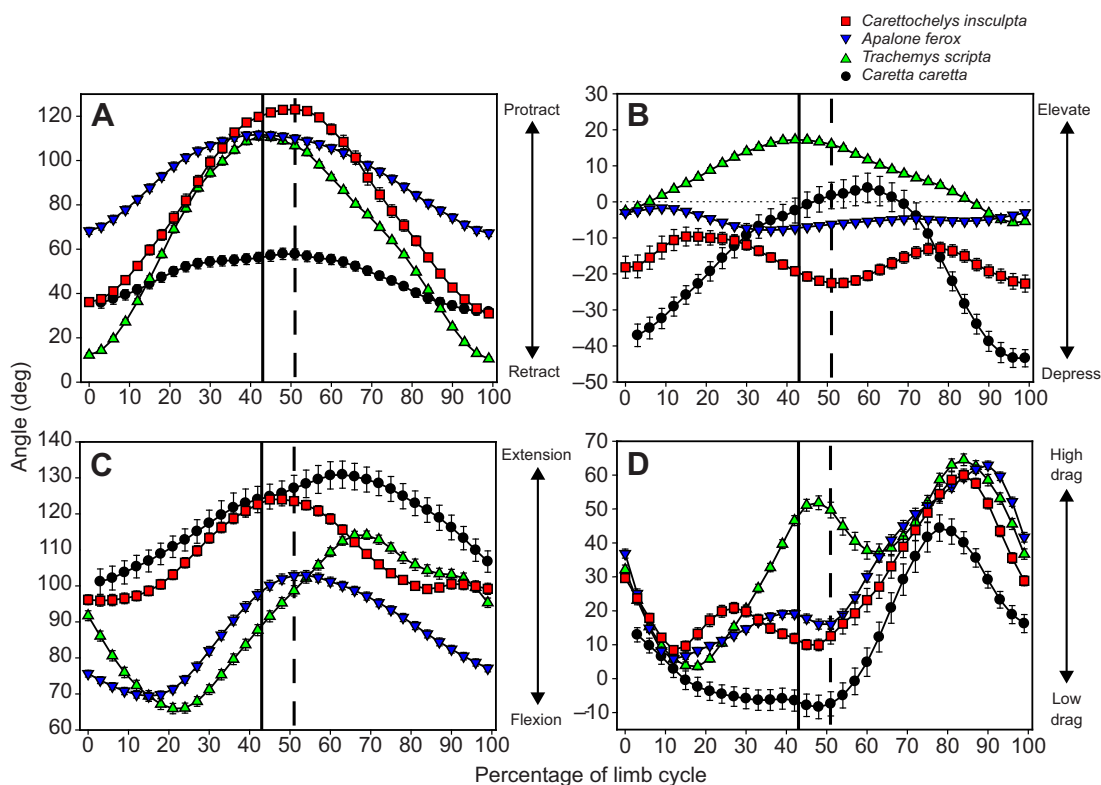 Carettochelys insculpta
Apalone ferox
Trachemys scripta
Caretta caretta
A
120
100
80
60
40
20
0
0 10 20 30 40 50 60 70 80 90 100
Protract
Retract
B
30
20
10
0
–10
–20
–30
–40
–50
0 10 20 30 40 50 60 70 80 90 100
Elevate
Depress
Angle (deg)
C
140
130
120
110
100
90
80
70
60
0 10 20 30 40 50 60 70 80 90 100
Extension
Flexion
D
70
60
50
40
30
20
10
0
–10
0 10 20 30 40 50 60 70 80 90 100
High
drag
Low
drag
Percentage of limb cycle